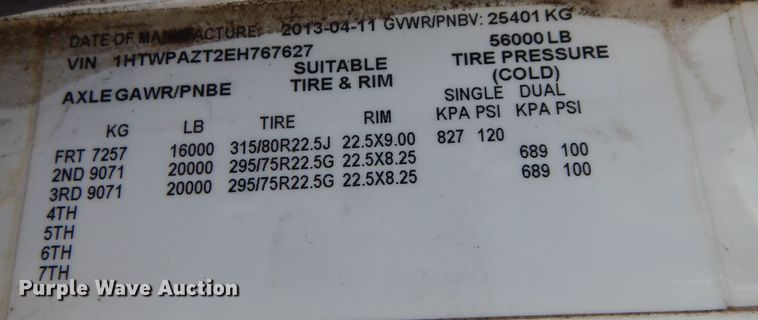 DATE OF MANUFACTURE: 2013-04-11 GVWR/PNBV: 25401 KG
56000 LB
VIN 1HTWPAZT2EH767627
SUITABLE TIRE PRESSURE
TIRE & RIM (COLD)
AXLE GAWR/PNBE SINGLE DUAL
KG LB TIRE RIM KPA PSI KPA PSI
FRT 7257 16000 315/80R22.5J 22.5X9.00 827 120
2ND 9071 20000 295/75R22.5G 22.5X8.25 689 100
3RD 9071 20000 295/75R22.5G 22.5X8.25 689 100
4TH
5TH
6TH
7TH
Purple Wave Auction